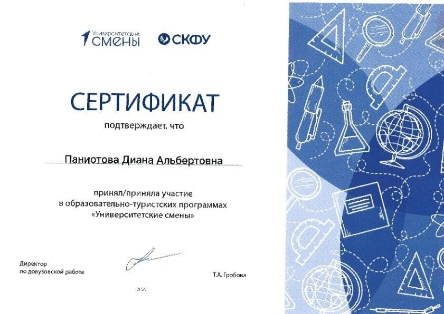 Университетские
СМЕНЫ
СКФУ
СЕРТИФИКАТ
подтверждает, что
Паниотова Диана Альбертовна
принял/приняла участие
в образовательно-туристских программах
«Университетские смены»
Директор
по довузовской работе
Т.А. Гробова